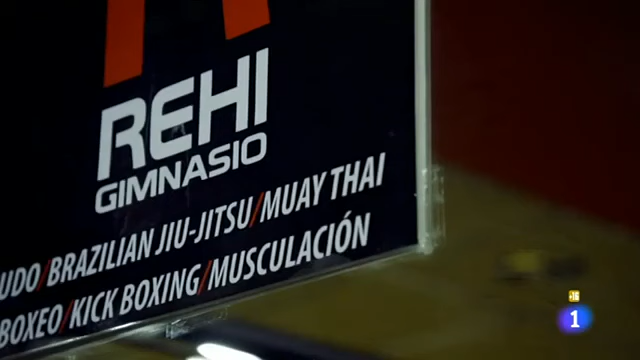 REHI
GIMNASIO
UDO/BRAZILIAN JIU-JITSU/MUAY THAI
BOXEO/KICK BOXING/MUSCULACIÓN
1